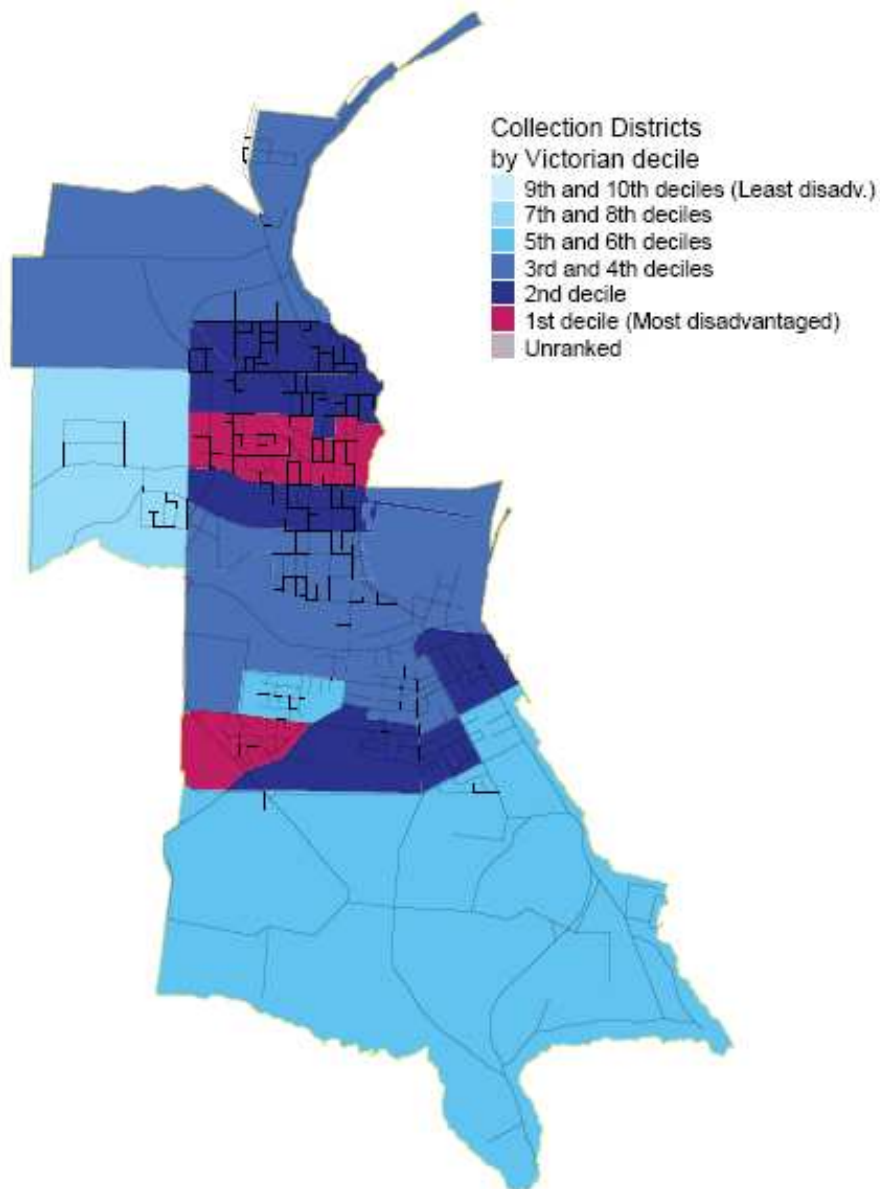 Collection Districts
by Victorian decile
9th and 10th deciles (Least disadv.)
7th and 8th deciles
5th and 6th deciles
3rd and 4th deciles
2nd decile
1st decile (Most disadvantaged)
Unranked